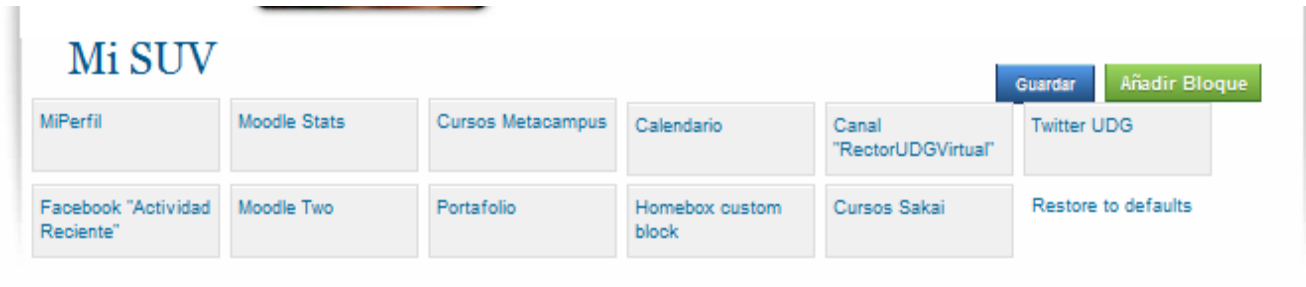 Mi SUV
Guardar
Añadir Bloque
MiPerfil
Moodle Stats
Cursos Metacampus
Calendario
Canal
"RectorUDGVirtual"
Twitter UDG
Facebook "Actividad
Reciente"
Moodle Two
Portafolio
Homebox custom
block
Cursos Sakai
Restore to defaults